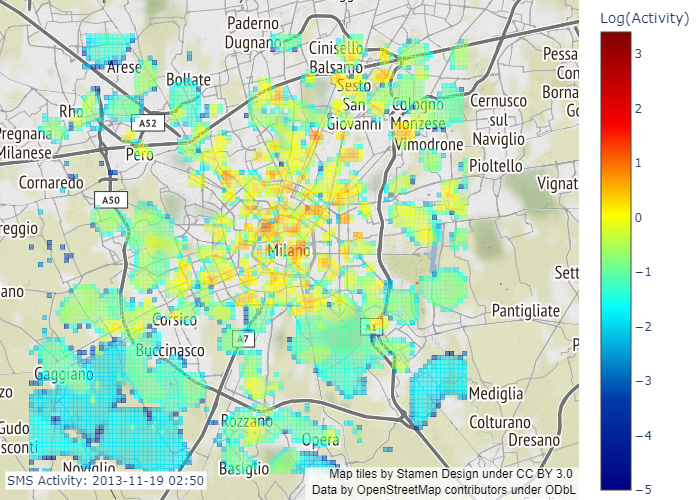 Log(Activity)
Paderno
Dugnano
Cinisello
Balsamo
Arese
Bollate
Sesto
San
Giovanni
Cologno
Monzese
Pessa
Con
Borna
Go
Cernusco
sul
Naviglio
Rho
A52
Pregnana
Milanese
Pero
Vimodrone
Pioltello
Cornaredo
Vignat
A50
reggio
Milano
Sett
ano
Corsico
Pantigliate
Buccinasco
A7
A1
P
Gaggiano
zo
Mediglia
Colturano
Dresano
Rozzano
Opera
Gudo
sconti
Noviglio
Basiglio
3
2
1
0
−1
−2
−3
−4
−5
SMS Activity: 2013-11-19 02:50
Map tiles by Stamen Design under CC BY 3.0
Data by OpenStreetMap contributors under ODbL